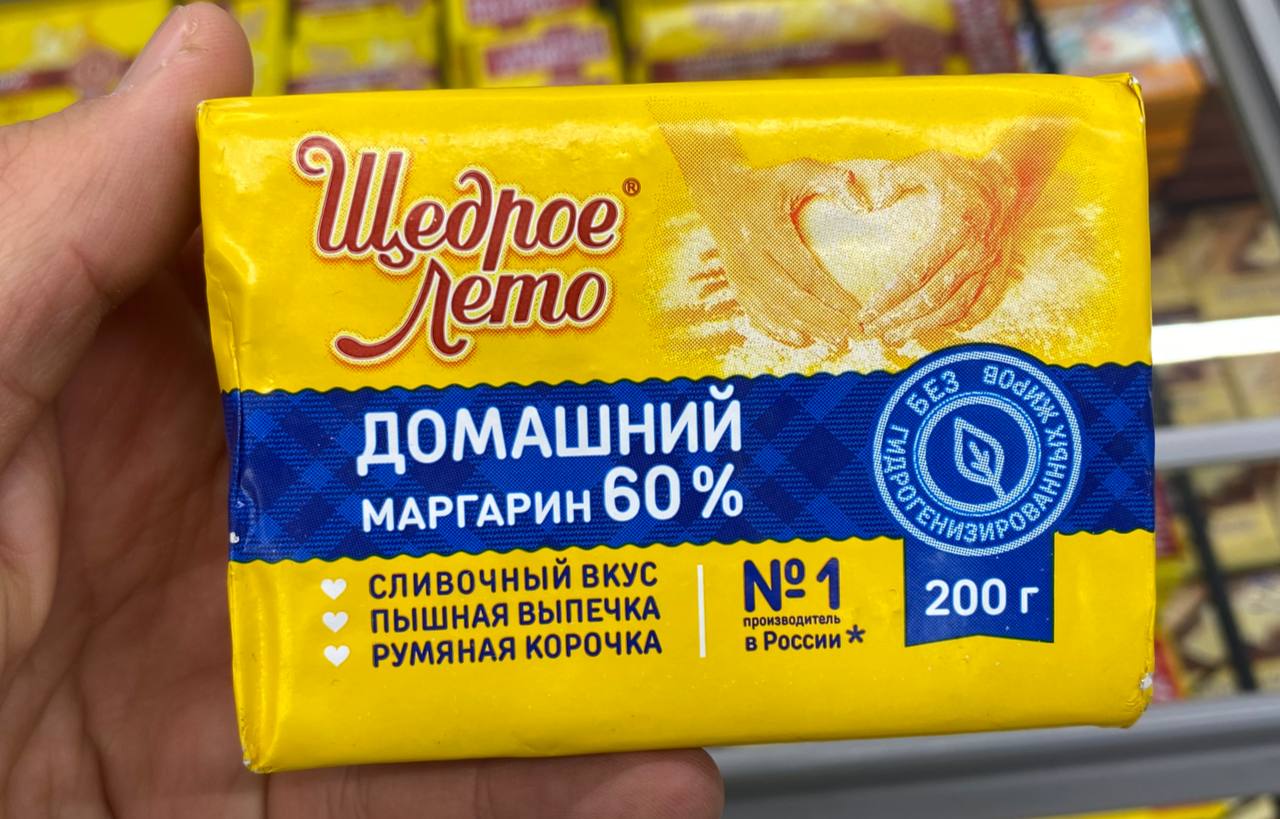 Щедрое®
Лето
ДОМАШНИЙ
МАРГАРИН 60%
БЕЗ ГИДРОГЕНИЗИРОВАННЫХ ЖИРОВ
СЛИВОЧНЫЙ ВКУС
ПЫШНАЯ ВЫПЕЧКА
РУМЯНАЯ КОРОЧКА
№1
производитель
в России*
200 г